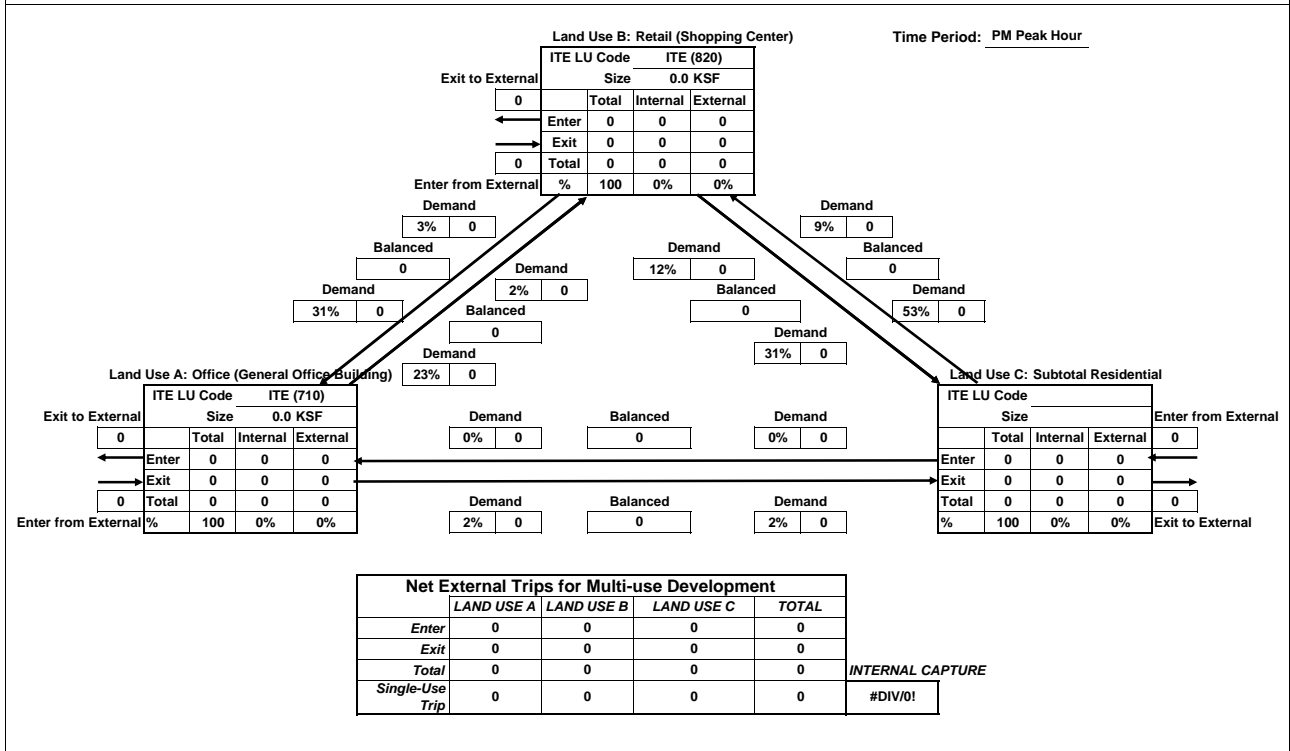 Land Use B: Retail (Shopping Center)
Time Period: PM Peak Hour
ITE LU Code ITE (820)
Exit to External Size 0.0 KSF
0 Total Internal External
Enter 0 0 0
Exit 0 0 0
0 Total 0 0 0
Enter from External % 100 0% 0%
Demand Demand
3% 0 9% 0
Balanced Demand Balanced
0 12% 0 0
Demand
2% 0
Demand Balanced Demand
31% 0 0 53% 0
Balanced
0
Demand Demand
23% 0 31% 0
Land Use A: Office (General Office Building) Land Use C: Subtotal Residential
ITE LU Code ITE (710) ITE LU Code
Exit to External Size 0.0 KSF Demand Balanced Demand Size Enter from External
0 Total Internal External 0% 0 0 0% 0 Total Internal External 0
Enter 0 0 0 Enter 0 0 0
Exit 0 0 0 Exit 0 0 0
0 Total 0 0 0 Demand Balanced Demand Total 0 0 0 0
Enter from External % 100 0% 0% 2% 0 0 2% 0 % 100 0% 0% Exit to External
Net External Trips for Multi-use Development
LAND USE A LAND USE B LAND USE C TOTAL
Enter 0 0 0 0
Exit 0 0 0 0
Total 0 0 0 0 INTERNAL CAPTURE
Single-Use
Trip 0 0 0 0 #DIV/0!